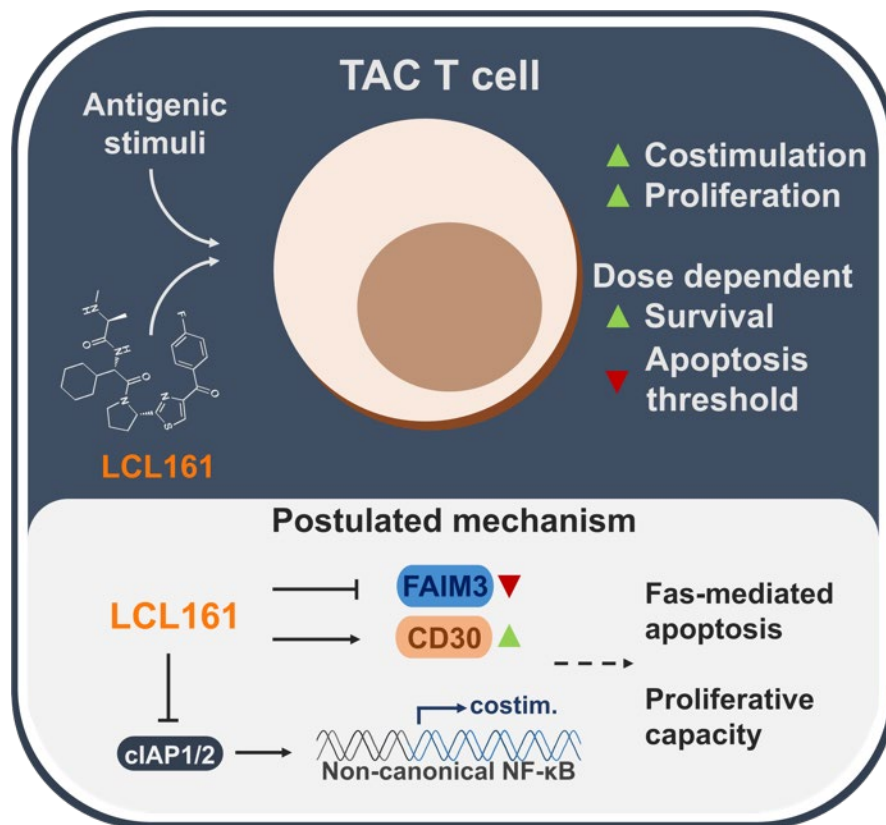 TAC T cell
Antigenic
stimuli
Costimulation
Proliferation
Dose dependent
Survival
Apoptosis
threshold
N
H
O
HN
O
N
N
S
O
F
LCL161
Postulated mechanism
LCL161
FAIM3
CD30
cIAP1/2
costim.
Non-canonical NF-κB
Fas-mediated
apoptosis
Proliferative
capacity